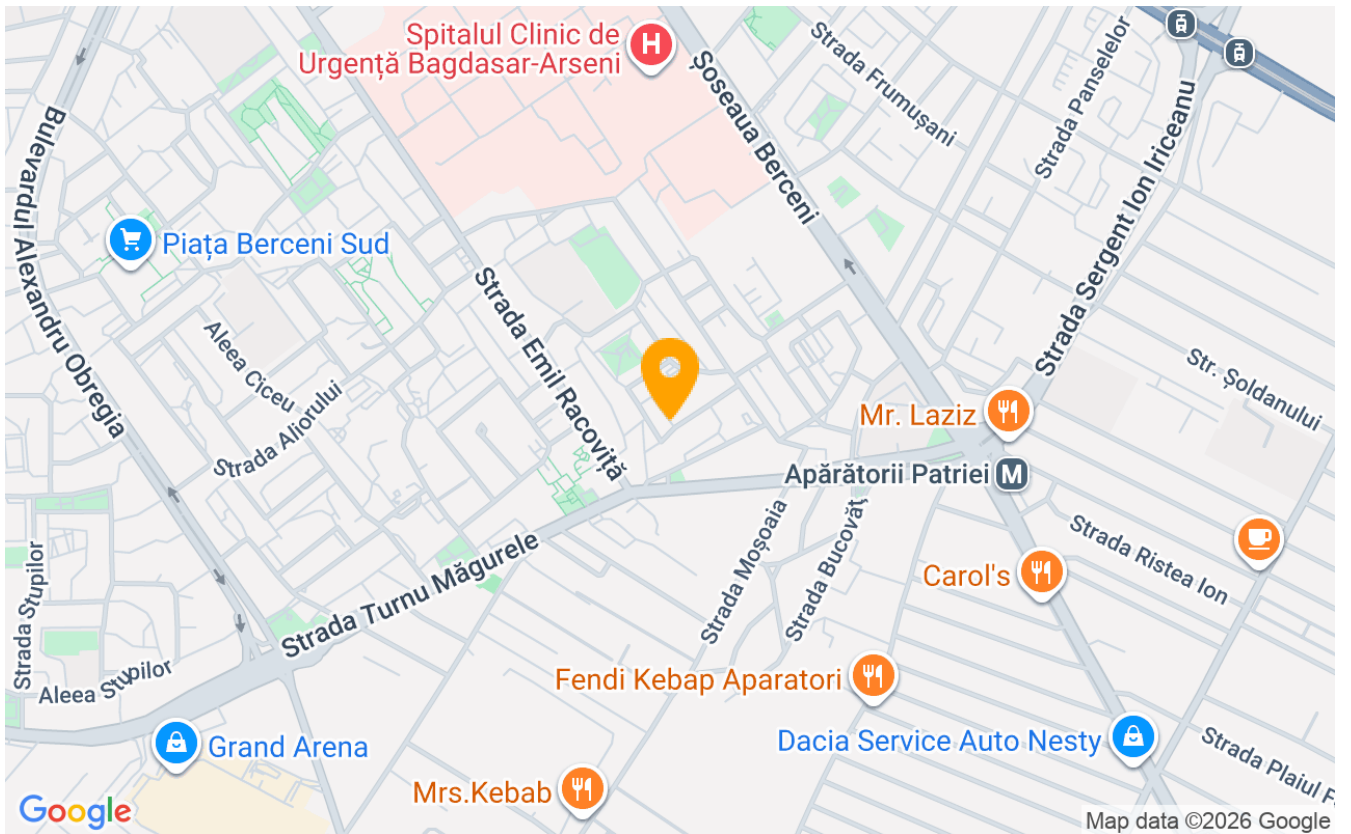 Spitalul Clinic de
Urgență Bagdasar-Arseni
H
Șoseaua Berceni
Strada Frumușani
Strada Panselelor
Strada Sergent Ion Iriceanu
Bulevardul Alexandru Obregia
Piața Berceni Sud
Strada Emil Racoviță
Aleea Ciceu
Strada Aliorului
Str. Șoldanului
Mr. Laziz
Apărătorii Patriei
M
Strada Moșoaia
Strada Bucovăț
Strada Ristea Ion
Carol's
Strada Turnu Măgurele
Strada Stupilor
Aleea Stupilor
Fendi Kebap Aparatori
Grand Arena
Dacia Service Auto Nesty
Strada Plaiul F
Mrs.Kebab
Google
Map data ©2026 Google